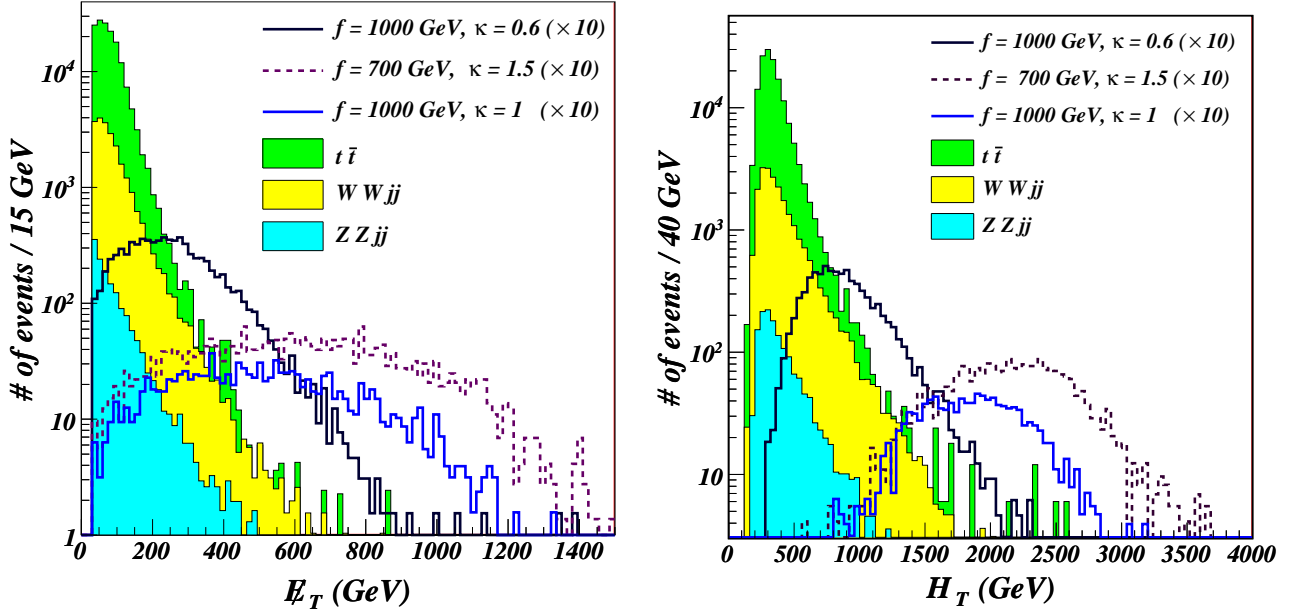 # of events / 15 GeV
10⁴
10³
10²
10
1
f = 1000 GeV, κ = 0.6 (× 10)
f = 700 GeV, κ = 1.5 (× 10)
f = 1000 GeV, κ = 1 (× 10)
t t̄
W W jj
Z Z jj
0 200 400 600 800 1000 1200 1400
E̸_T (GeV)
# of events / 40 GeV
10⁴
10³
10²
10
f = 1000 GeV, κ = 0.6 (× 10)
f = 700 GeV, κ = 1.5 (× 10)
f = 1000 GeV, κ = 1 (× 10)
t t̄
W W jj
Z Z jj
0 500 1000 1500 2000 2500 3000 3500 4000
H_T (GeV)